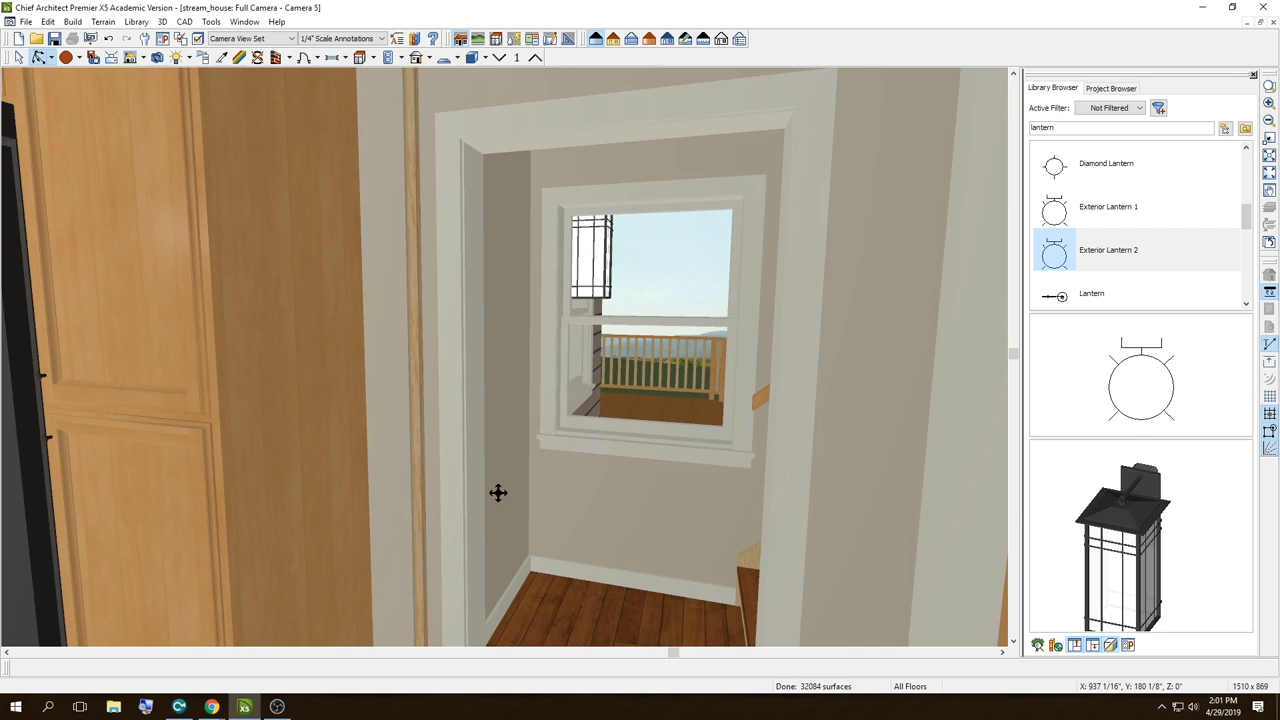 Chief Architect Premier X5 Academic Version - [stream_house: Full Camera - Camera 5]
File Edit Build Terrain Library 3D CAD Tools Window Help
Camera View Set 1/4" Scale Annotations
1
Library Browser Project Browser
Active Filter: Not Filtered
lantern
Diamond Lantern
Exterior Lantern 1
Exterior Lantern 2
Lantern
Done: 32084 surfaces All Floors X: 937 1/16", Y: 180 1/8", Z: 0" 1510 x 869
2:01 PM
4/29/2019